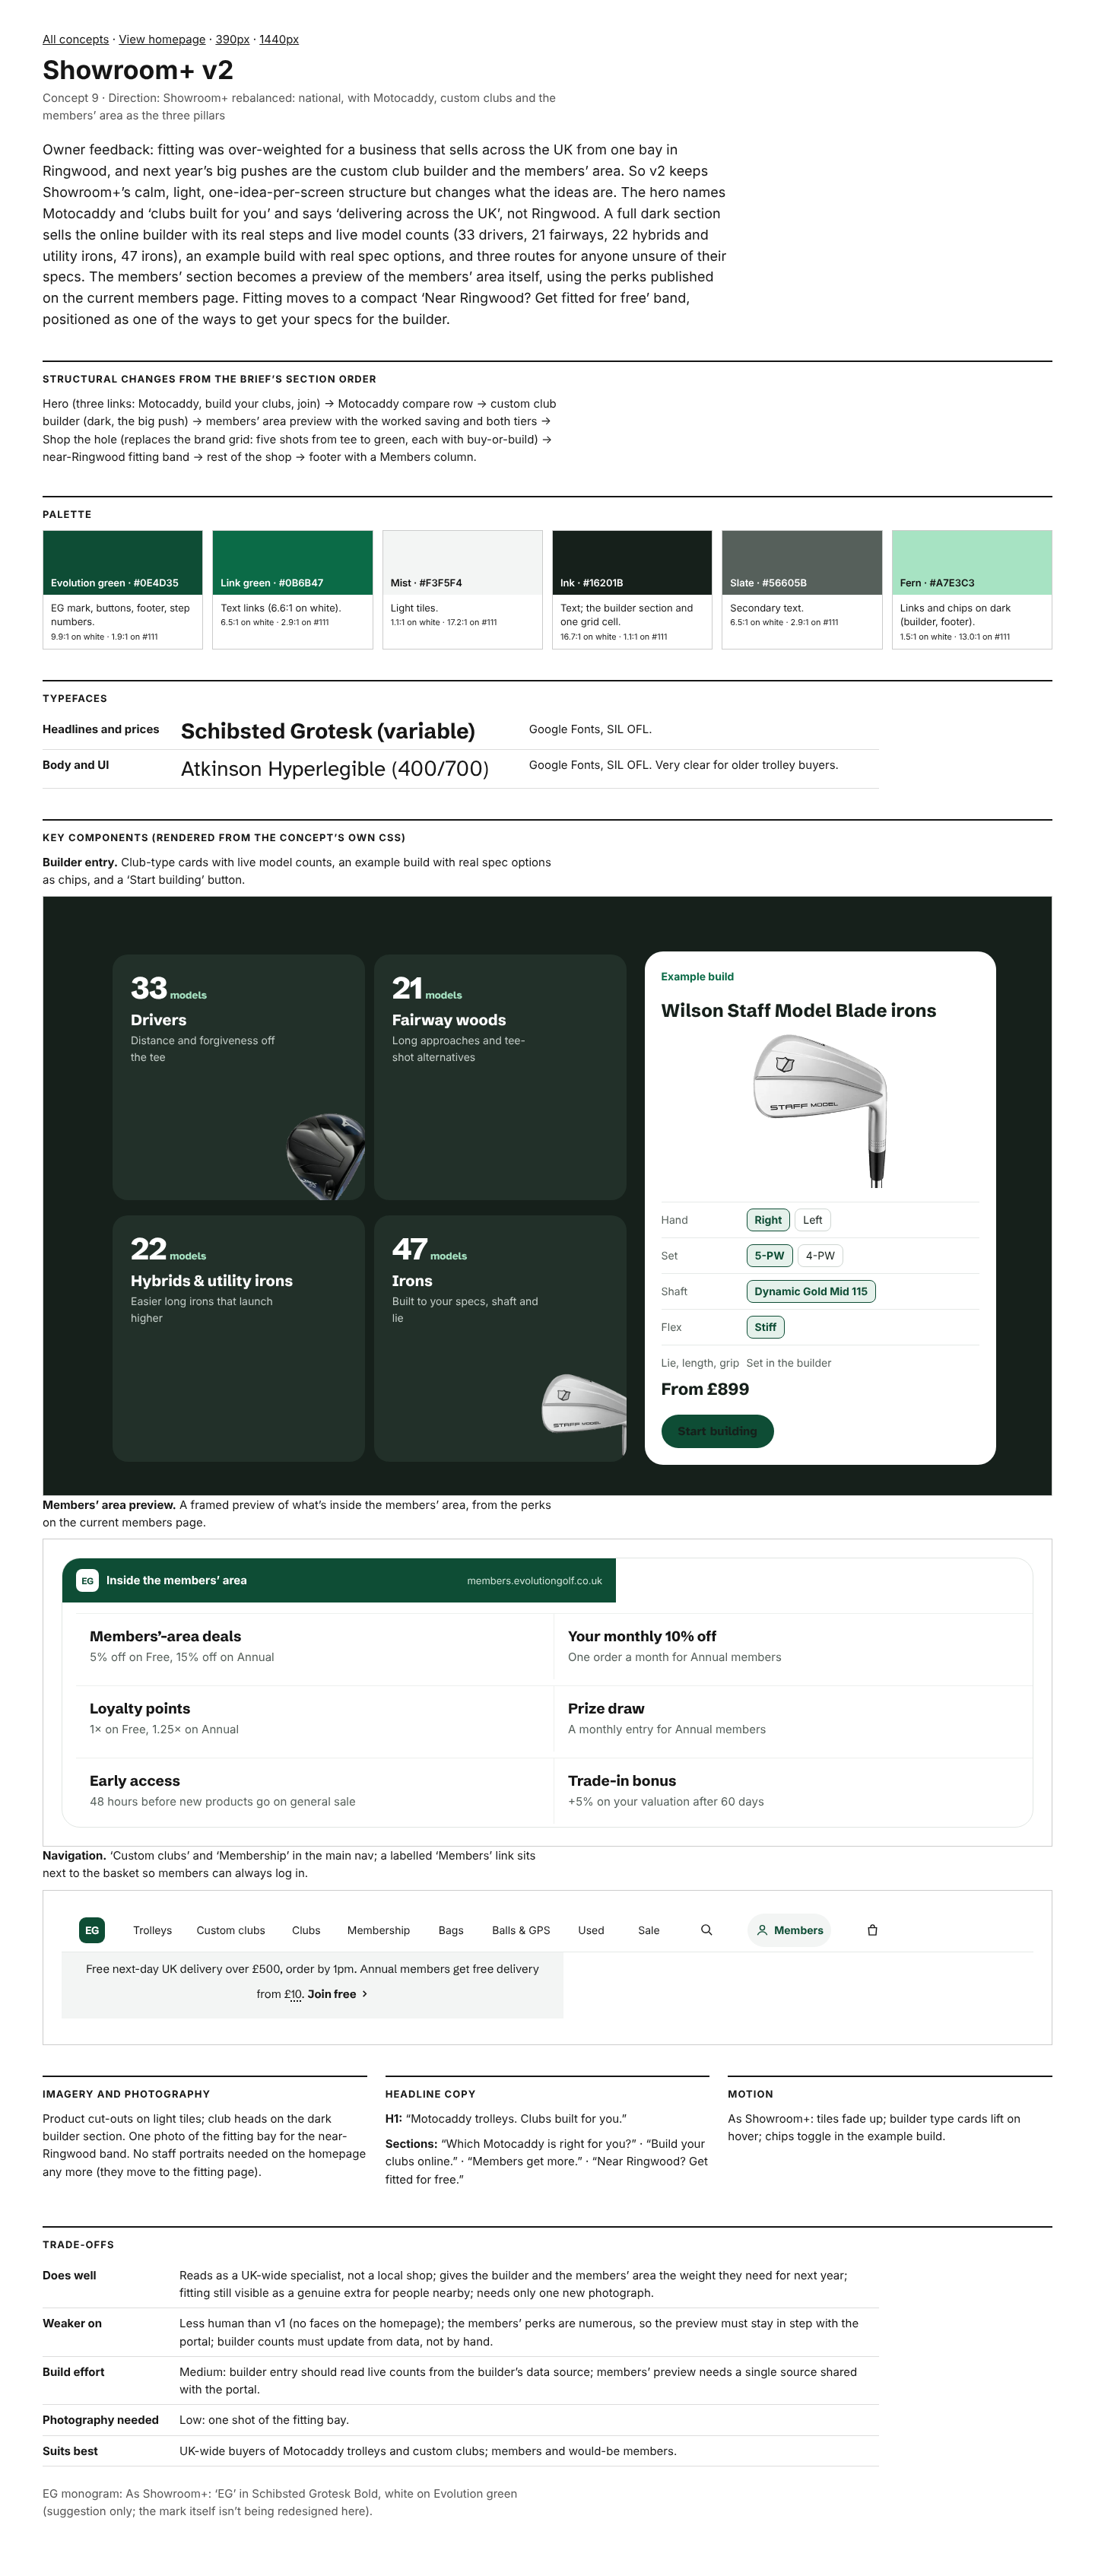 All concepts · View homepage · 390px · 1440px
Showroom+ v2
Concept 9 · Direction: Showroom+ rebalanced: national, with Motocaddy, custom clubs and the
members’ area as the three pillars
Owner feedback: fitting was over-weighted for a business that sells across the UK from one bay in
Ringwood, and next year’s big pushes are the custom club builder and the members’ area. So v2 keeps
Showroom+’s calm, light, one-idea-per-screen structure but changes what the ideas are. The hero names
Motocaddy and ‘clubs built for you’ and says ‘delivering across the UK’, not Ringwood. A full dark section
sells the online builder with its real steps and live model counts (33 drivers, 21 fairways, 22 hybrids and
utility irons, 47 irons), an example build with real spec options, and three routes for anyone unsure of their
specs. The members’ section becomes a preview of the members’ area itself, using the perks published
on the current members page. Fitting moves to a compact ‘Near Ringwood? Get fitted for free’ band,
positioned as one of the ways to get your specs for the builder.
STRUCTURAL CHANGES FROM THE BRIEF’S SECTION ORDER
Hero (three links: Motocaddy, build your clubs, join) → Motocaddy compare row → custom club
builder (dark, the big push) → members’ area preview with the worked saving and both tiers →
Shop the hole (replaces the brand grid: five shots from tee to green, each with buy-or-build) →
near-Ringwood fitting band → rest of the shop → footer with a Members column.
PALETTE
Evolution green · #0E4D35
EG mark, buttons, footer, step
numbers.
9.9:1 on white · 1.9:1 on #111
Link green · #0B6B47
Text links (6.6:1 on white).
6.5:1 on white · 2.9:1 on #111
Mist · #F3F5F4
Light tiles.
1.1:1 on white · 17.2:1 on #111
Ink · #16201B
Text; the builder section and
one grid cell.
16.7:1 on white · 1.1:1 on #111
Slate · #56605B
Secondary text.
6.5:1 on white · 2.9:1 on #111
Fern · #A7E3C3
Links and chips on dark
(builder, footer).
1.5:1 on white · 13.0:1 on #111
TYPEFACES
Headlines and prices
Schibsted Grotesk (variable)
Google Fonts, SIL OFL.
Body and UI
Atkinson Hyperlegible (400/700)
Google Fonts, SIL OFL. Very clear for older trolley buyers.
KEY COMPONENTS (RENDERED FROM THE CONCEPT’S OWN CSS)
Builder entry. Club-type cards with live model counts, an example build with real spec options
as chips, and a ‘Start building’ button.
33 models
Drivers
Distance and forgiveness off
the tee
21 models
Fairway woods
Long approaches and tee-
shot alternatives
22 models
Hybrids & utility irons
Easier long irons that launch
higher
47 models
Irons
Built to your specs, shaft and
lie
STAFF MODEL
Example build
Wilson Staff Model Blade irons
STAFF MODEL
Hand Right Left
Set 5-PW 4-PW
Shaft Dynamic Gold Mid 115
Flex Stiff
Lie, length, grip Set in the builder
From £899
Start building
Members’ area preview. A framed preview of what’s inside the members’ area, from the perks
on the current members page.
EG Inside the members’ area members.evolutiongolf.co.uk
Members’-area deals
5% off on Free, 15% off on Annual
Your monthly 10% off
One order a month for Annual members
Loyalty points
1× on Free, 1.25× on Annual
Prize draw
A monthly entry for Annual members
Early access
48 hours before new products go on general sale
Trade-in bonus
+5% on your valuation after 60 days
Navigation. ‘Custom clubs’ and ‘Membership’ in the main nav; a labelled ‘Members’ link sits
next to the basket so members can always log in.
EG Trolleys Custom clubs Clubs Membership Bags Balls & GPS Used Sale Members
Free next-day UK delivery over £500, order by 1pm. Annual members get free delivery
from £10. Join free ›
IMAGERY AND PHOTOGRAPHY
Product cut-outs on light tiles; club heads on the dark
builder section. One photo of the fitting bay for the near-
Ringwood band. No staff portraits needed on the homepage
any more (they move to the fitting page).
HEADLINE COPY
H1: “Motocaddy trolleys. Clubs built for you.”
Sections: “Which Motocaddy is right for you?” · “Build your
clubs online.” · “Members get more.” · “Near Ringwood? Get
fitted for free.”
MOTION
As Showroom+: tiles fade up; builder type cards lift on
hover; chips toggle in the example build.
TRADE-OFFS
Does well
Reads as a UK-wide specialist, not a local shop; gives the builder and the members’ area the weight they need for next year;
fitting still visible as a genuine extra for people nearby; needs only one new photograph.
Weaker on
Less human than v1 (no faces on the homepage); the members’ perks are numerous, so the preview must stay in step with the
portal; builder counts must update from data, not by hand.
Build effort
Medium: builder entry should read live counts from the builder’s data source; members’ preview needs a single source shared
with the portal.
Photography needed
Low: one shot of the fitting bay.
Suits best
UK-wide buyers of Motocaddy trolleys and custom clubs; members and would-be members.
EG monogram: As Showroom+: ‘EG’ in Schibsted Grotesk Bold, white on Evolution green
(suggestion only; the mark itself isn’t being redesigned here).